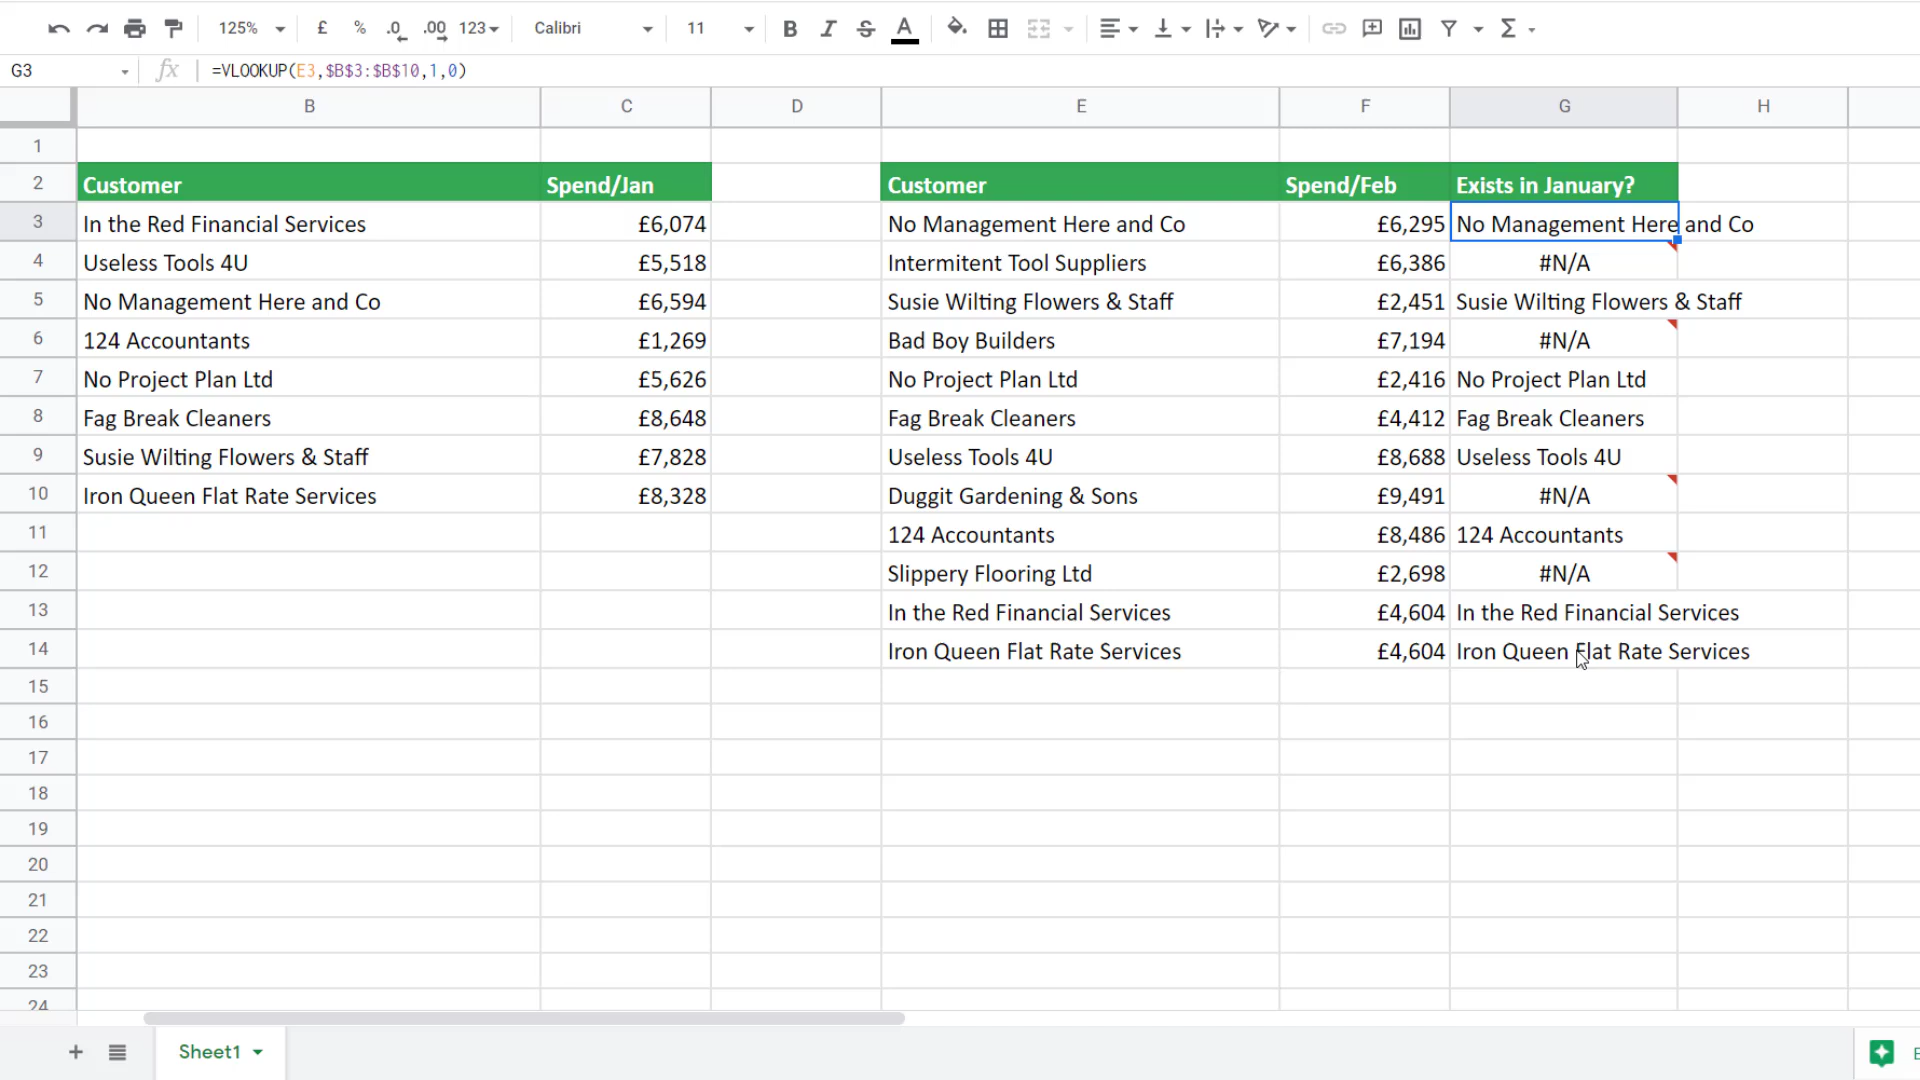 125% £ % .0 .00 123 Calibri 11
G3 fx =VLOOKUP(E3,$B$3:$B$10,1,0)
B C D E F G H
1
2 Customer Spend/Jan Customer Spend/Feb Exists in January?
3 In the Red Financial Services £6,074 No Management Here and Co £6,295 No Management Here and Co
4 Useless Tools 4U £5,518 Intermitent Tool Suppliers £6,386 #N/A
5 No Management Here and Co £6,594 Susie Wilting Flowers & Staff £2,451 Susie Wilting Flowers & Staff
6 124 Accountants £1,269 Bad Boy Builders £7,194 #N/A
7 No Project Plan Ltd £5,626 No Project Plan Ltd £2,416 No Project Plan Ltd
8 Fag Break Cleaners £8,648 Fag Break Cleaners £4,412 Fag Break Cleaners
9 Susie Wilting Flowers & Staff £7,828 Useless Tools 4U £8,688 Useless Tools 4U
10 Iron Queen Flat Rate Services £8,328 Duggit Gardening & Sons £9,491 #N/A
11 124 Accountants £8,486 124 Accountants
12 Slippery Flooring Ltd £2,698 #N/A
13 In the Red Financial Services £4,604 In the Red Financial Services
14 Iron Queen Flat Rate Services £4,604 Iron Queen Flat Rate Services
15
16
17
18
19
20
21
22
23
24
Sheet1